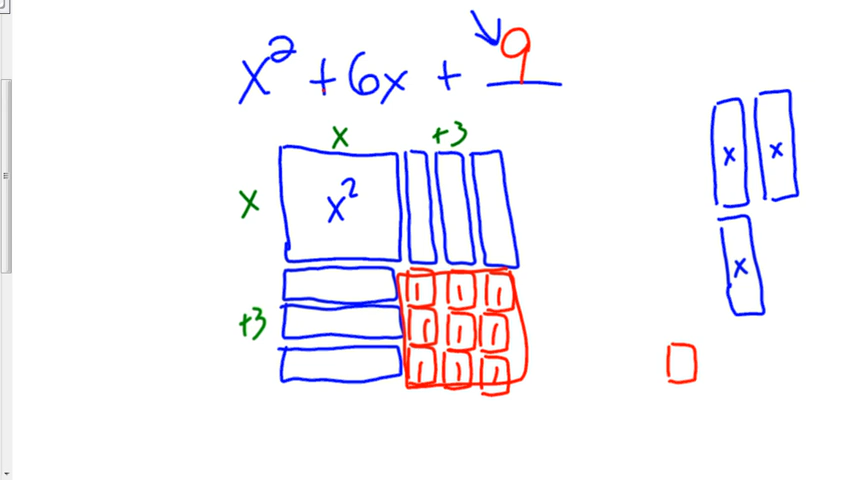 x² + 6x + 9
x +3
x x² x x
x
+3 1 1 1
1 1 1
1 1 1